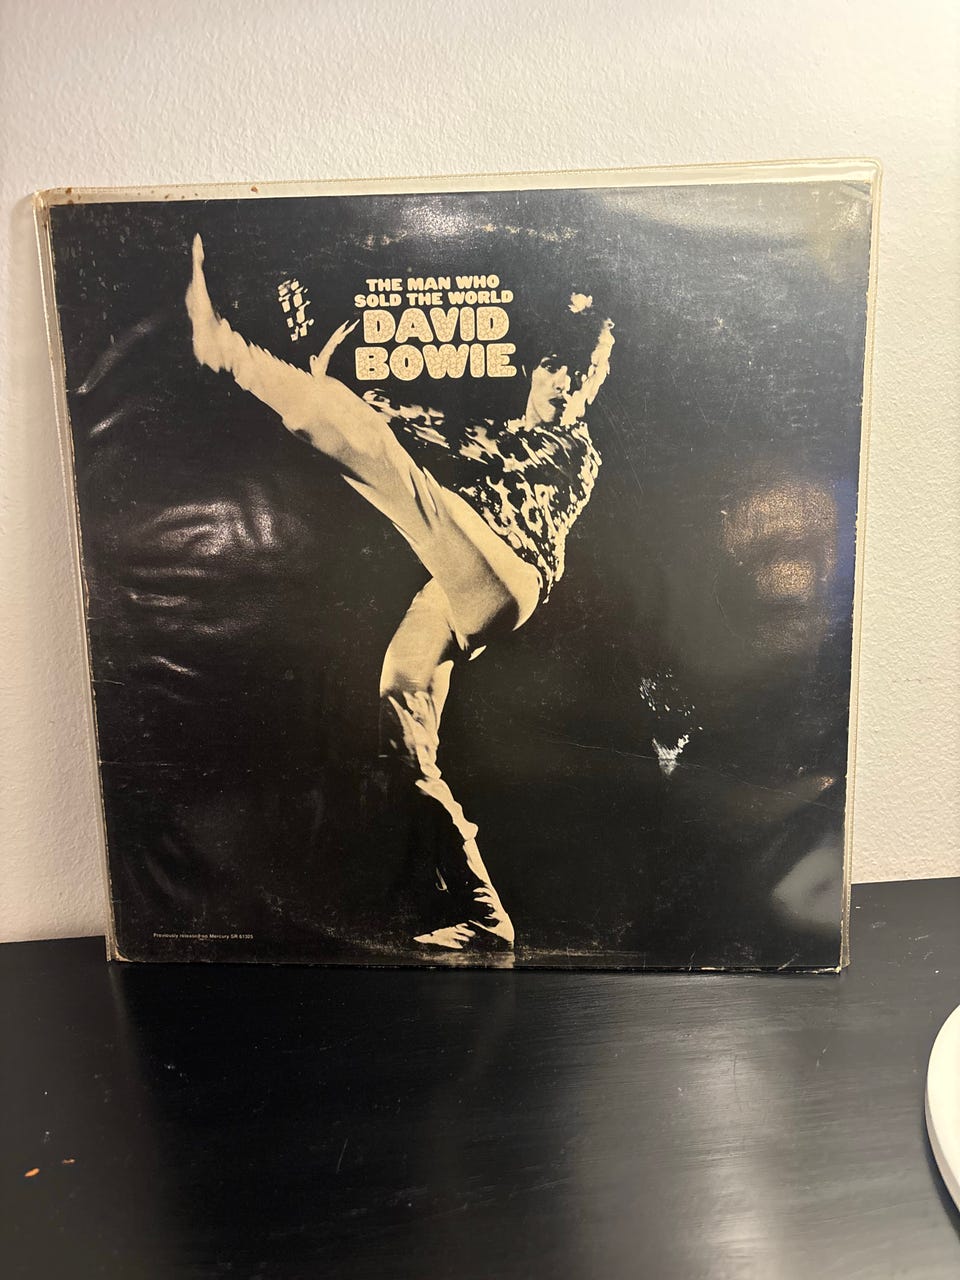 THE MAN WHO
SOLD THE WORLD
DAVID
BOWIE
Previously released on Mercury SR 61325